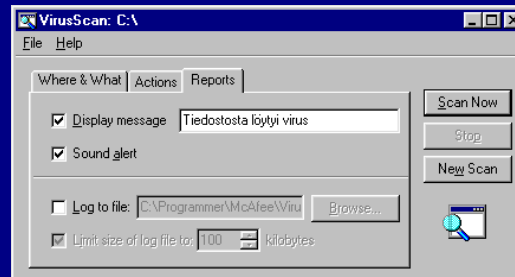 VirusScan: C:\
File Help
Where & What Actions Reports
Display message Tiedostosta löytyi virus
Sound alert
Log to file: C:\Programmer\McAfee\Viru Browse...
Limit size of log file to: 100 kilobytes
Scan Now
Stop
New Scan